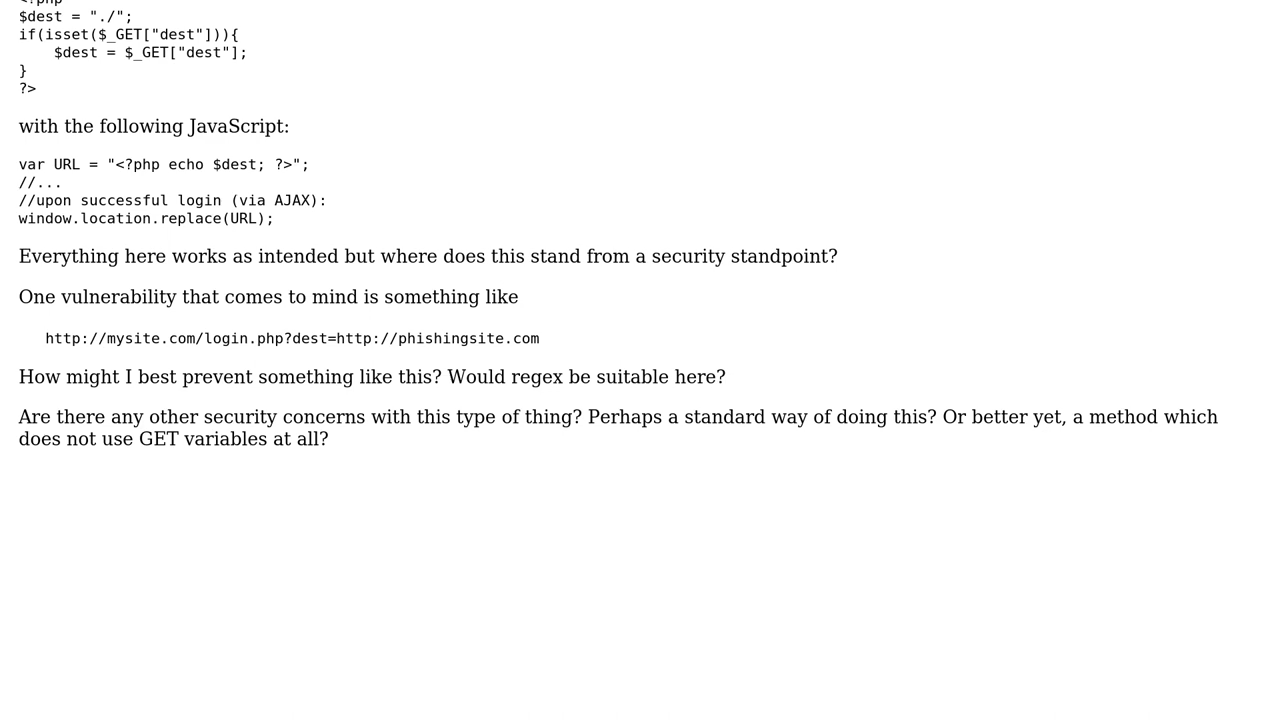 <?php
$dest = "./";
if(isset($_GET["dest"])){
    $dest = $_GET["dest"];
}
?>
with the following JavaScript:
var URL = "<?php echo $dest; ?>";
//...
//upon successful login (via AJAX):
window.location.replace(URL);
Everything here works as intended but where does this stand from a security standpoint?
One vulnerability that comes to mind is something like
http://mysite.com/login.php?dest=http://phishingsite.com
How might I best prevent something like this? Would regex be suitable here?
Are there any other security concerns with this type of thing? Perhaps a standard way of doing this? Or better yet, a method which
does not use GET variables at all?